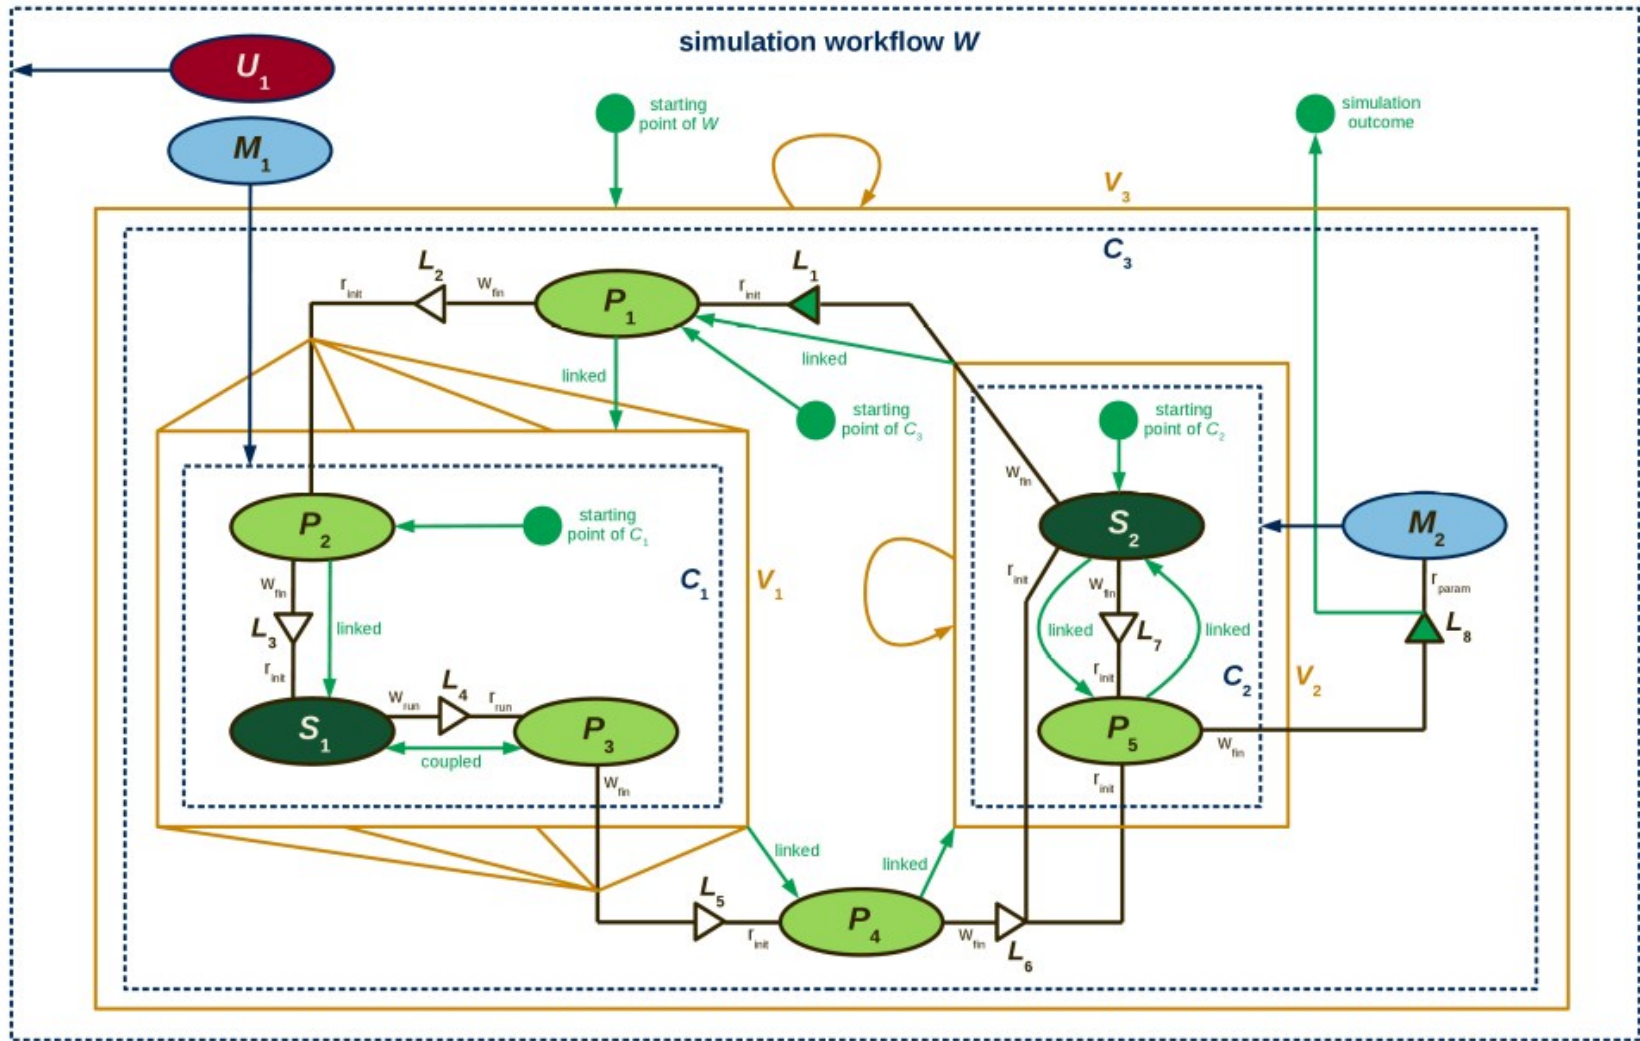 simulation workflow W
U1
M1
starting
point of W
simulation
outcome
V3
C3
L2
L1
rinit
wfin
P1
rinit
linked
linked
starting
point of C3
starting
point of C2
wfin
P2
starting
point of C1
S2
M2
wfin
C1
V1
rinit
wfin
rparam
L3
linked
linked
L7
linked
L8
rinit
rinit
C2
V2
wrun
L4
rrun
S1
P3
P5
coupled
wfin
wfin
rinit
linked
linked
L5
P4
rinit
wfin
L6